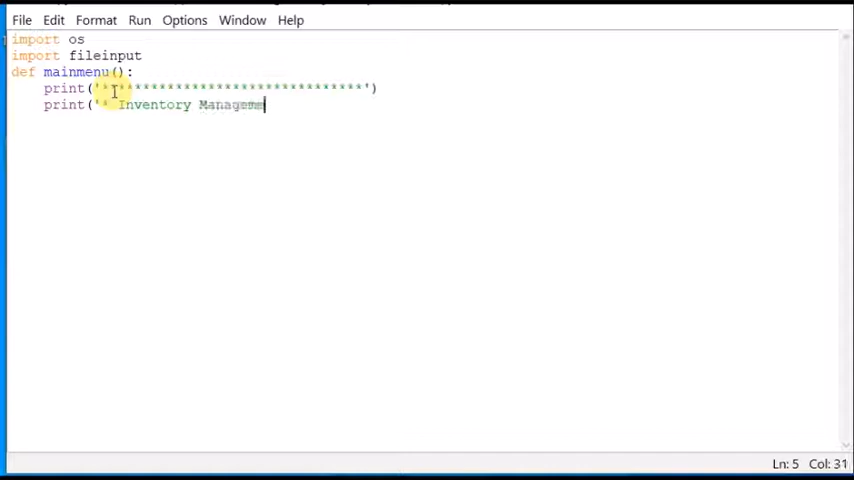 File Edit Format Run Options Window Help
import os
import fileinput
def mainmenu():
print('*********************************')
print('* Inventory
Ln: 5 Col: 31